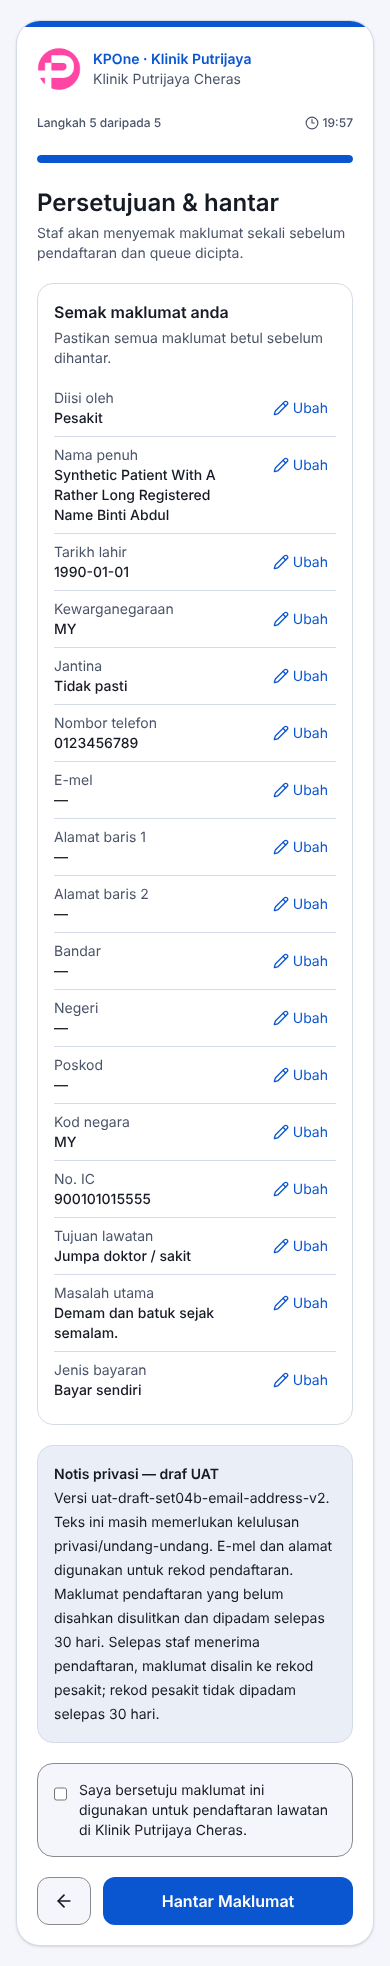 KPOne · Klinik Putrijaya
Klinik Putrijaya Cheras
Langkah 5 daripada 5
19:57
Persetujuan & hantar
Staf akan menyemak maklumat sekali sebelum
pendaftaran dan queue dicipta.
Semak maklumat anda
Pastikan semua maklumat betul sebelum
dihantar.
Diisi oleh
Pesakit
Ubah
Nama penuh
Synthetic Patient With A
Rather Long Registered
Name Binti Abdul
Ubah
Tarikh lahir
1990-01-01
Ubah
Kewarganegaraan
MY
Ubah
Jantina
Tidak pasti
Ubah
Nombor telefon
0123456789
Ubah
E-mel
—
Ubah
Alamat baris 1
—
Ubah
Alamat baris 2
—
Ubah
Bandar
—
Ubah
Negeri
—
Ubah
Poskod
—
Ubah
Kod negara
MY
Ubah
No. IC
900101015555
Ubah
Tujuan lawatan
Jumpa doktor / sakit
Ubah
Masalah utama
Demam dan batuk sejak
semalam.
Ubah
Jenis bayaran
Bayar sendiri
Ubah
Notis privasi — draf UAT
Versi uat-draft-set04b-email-address-v2.
Teks ini masih memerlukan kelulusan
privasi/undang-undang. E-mel dan alamat
digunakan untuk rekod pendaftaran.
Maklumat pendaftaran yang belum
disahkan disulitkan dan dipadam selepas
30 hari. Selepas staf menerima
pendaftaran, maklumat disalin ke rekod
pesakit; rekod pesakit tidak dipadam
selepas 30 hari.
Saya bersetuju maklumat ini
digunakan untuk pendaftaran lawatan
di Klinik Putrijaya Cheras.
Hantar Maklumat